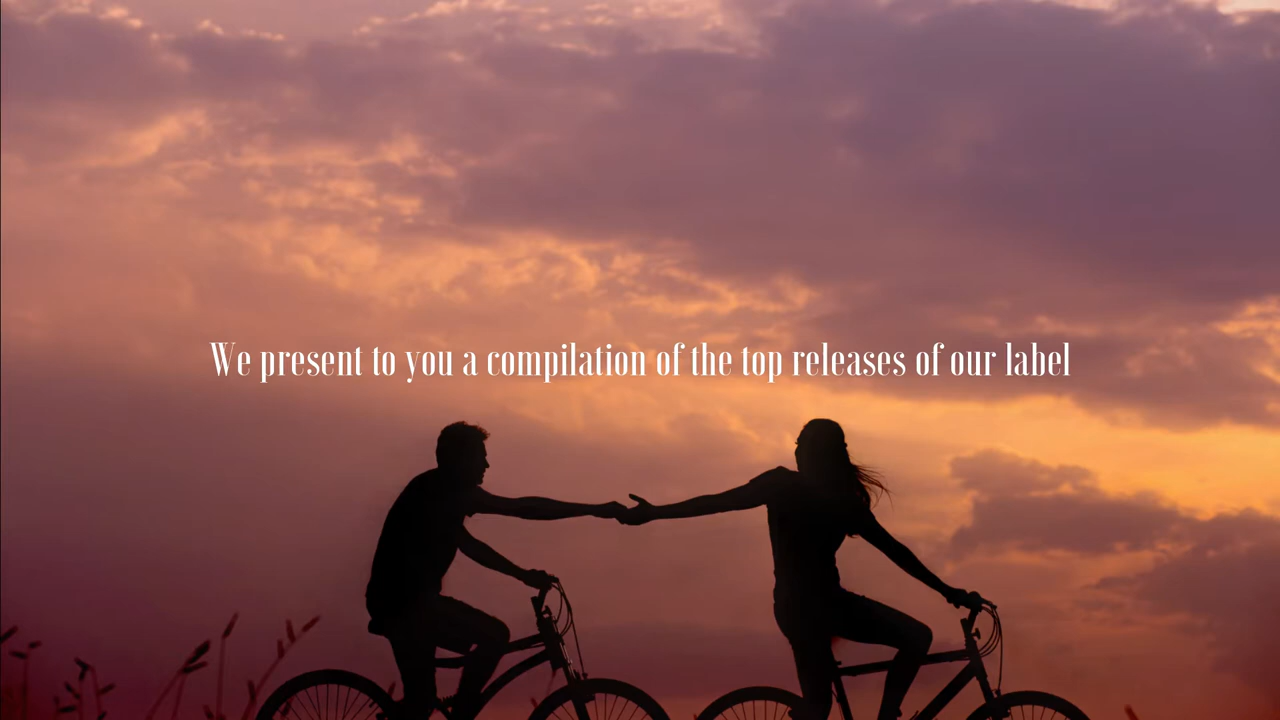 We present to you a compilation of the top releases of our label